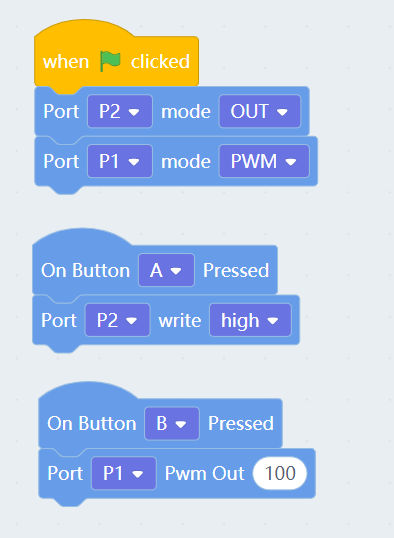 when clicked
Port P2 mode OUT
Port P1 mode PWM
On Button A Pressed
Port P2 write high
On Button B Pressed
Port P1 Pwm Out 100